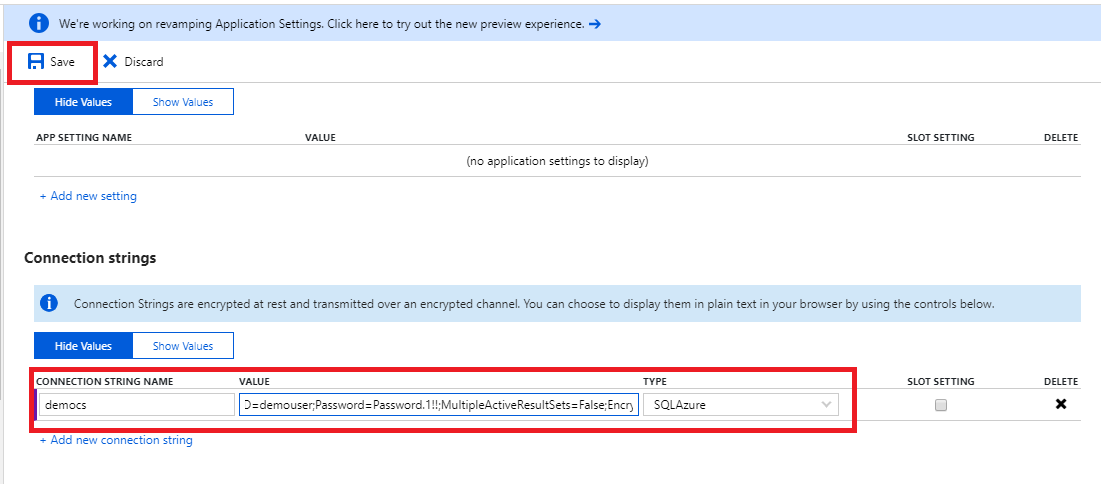 We're working on revamping Application Settings. Click here to try out the new preview experience. →
Save Discard
Hide Values Show Values
APP SETTING NAME VALUE SLOT SETTING DELETE
(no application settings to display)
+ Add new setting
Connection strings
Connection Strings are encrypted at rest and transmitted over an encrypted channel. You can choose to display them in plain text in your browser by using the controls below.
Hide Values Show Values
CONNECTION STRING NAME VALUE TYPE SLOT SETTING DELETE
democs D=demouser;Password=Password.1!!;MultipleActiveResultSets=False;Encry SQLAzure
+ Add new connection string